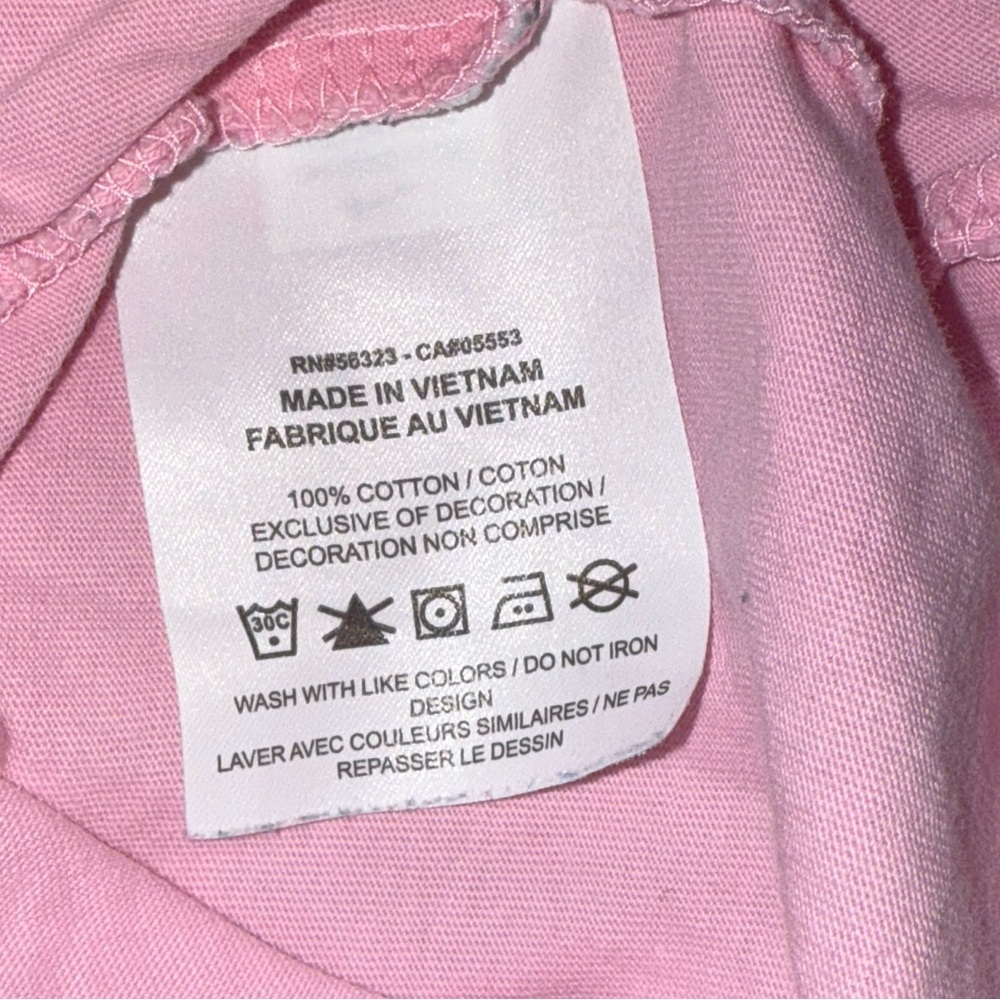 RN#56323 - CA#05553
MADE IN VIETNAM
FABRIQUE AU VIETNAM
100% COTTON / COTON
EXCLUSIVE OF DECORATION /
DECORATION NON COMPRISE
30C
WASH WITH LIKE COLORS / DO NOT IRON
DESIGN
LAVER AVEC COULEURS SIMILAIRES / NE PAS
REPASSER LE DESSIN